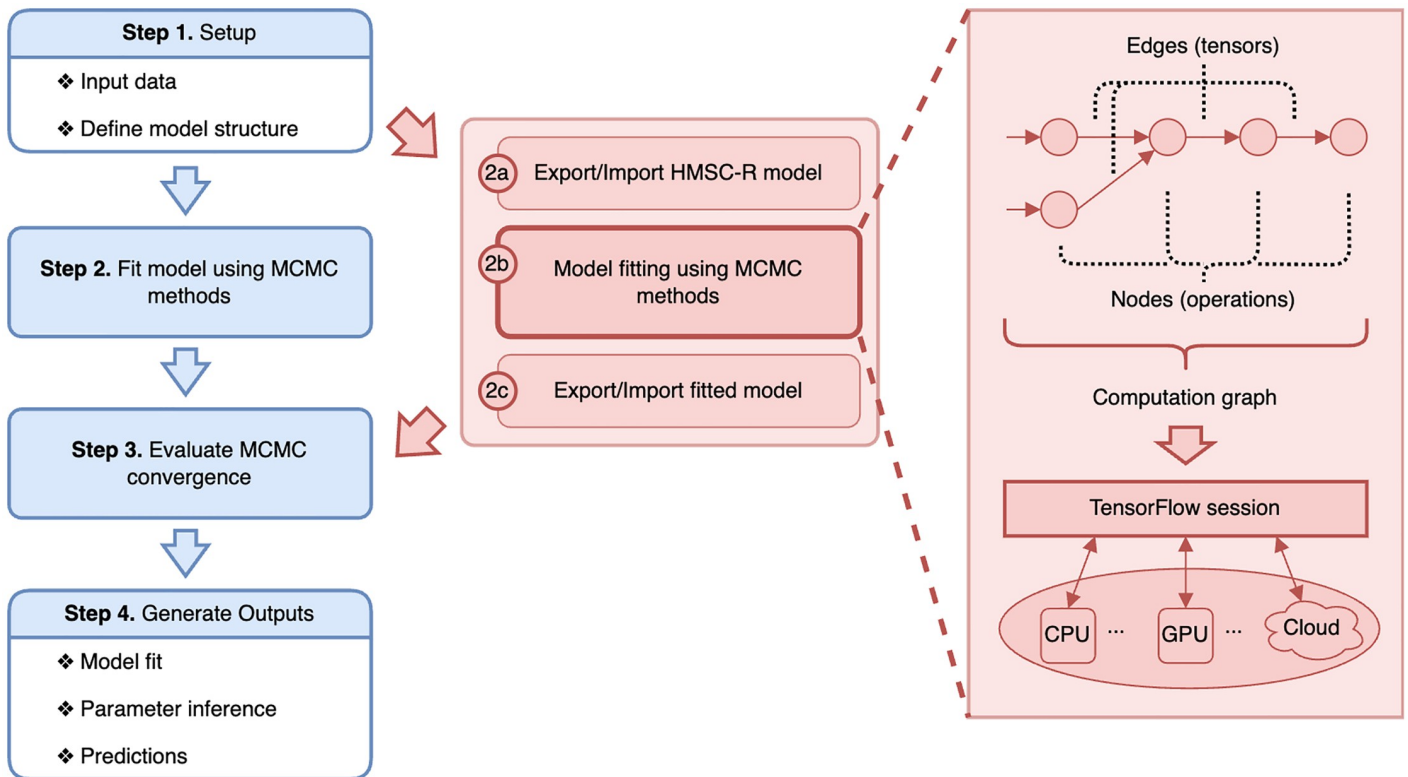 Step 1. Setup
❖ Input data
❖ Define model structure
Step 2. Fit model using MCMC
methods
Step 3. Evaluate MCMC
convergence
Step 4. Generate Outputs
❖ Model fit
❖ Parameter inference
❖ Predictions
2a
Export/Import HMSC-R model
2b
Model fitting using MCMC
methods
2c
Export/Import fitted model
Edges (tensors)
Nodes (operations)
Computation graph
TensorFlow session
CPU ... GPU ... Cloud